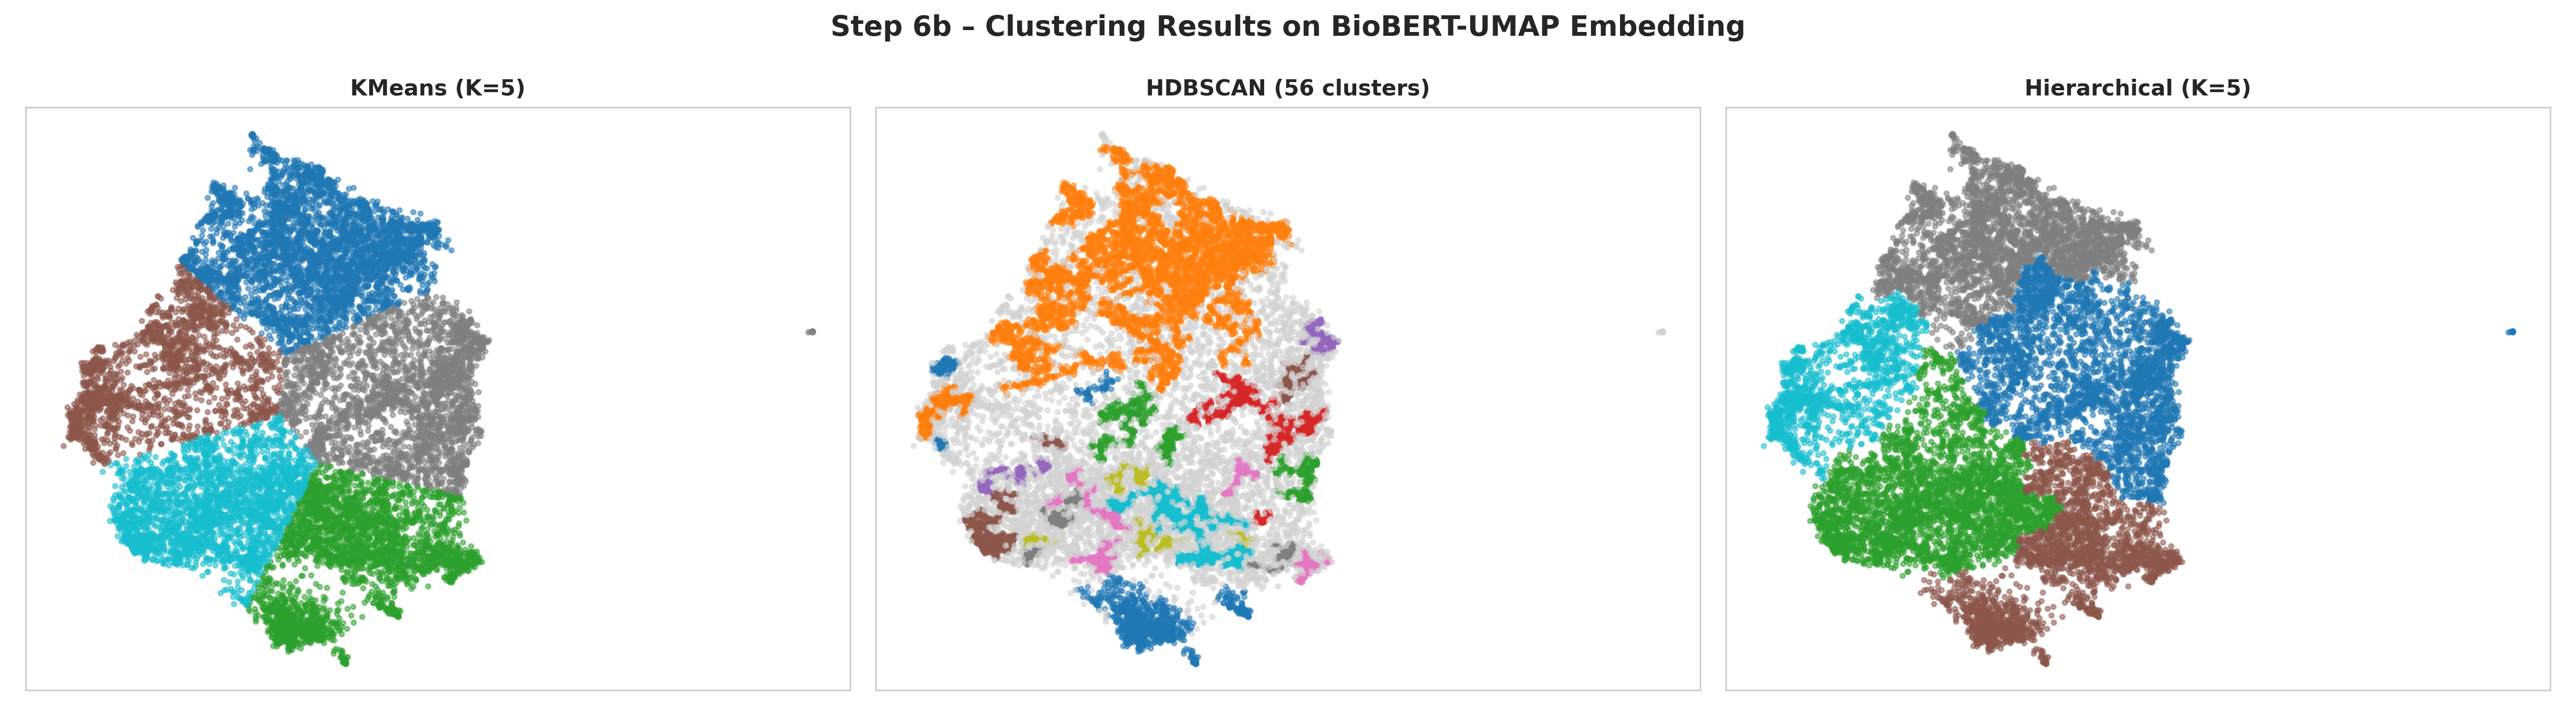 Step 6b – Clustering Results on BioBERT-UMAP Embedding
KMeans (K=5)
HDBSCAN (56 clusters)
Hierarchical (K=5)